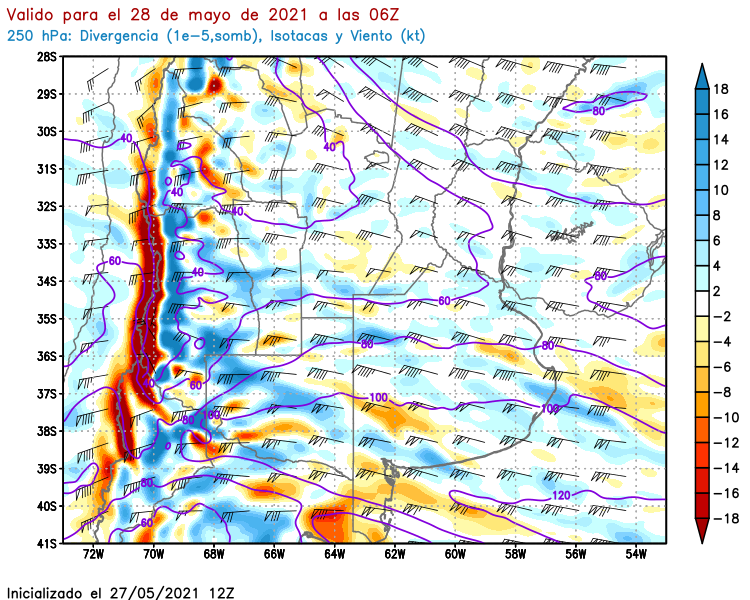 Valido para el 28 de mayo de 2021 a las 06Z
250 hPa: Divergencia (1e−5,somb), Isotacas y Viento (kt)
28S
29S
30S
31S
32S
33S
34S
35S
36S
37S
38S
39S
40S
41S
72W 70W 68W 66W 64W 62W 60W 58W 56W 54W
18
16
14
12
10
8
6
4
2
−2
−4
−6
−8
−10
−12
−14
−16
−18
80
40
40
40
40
60
40
80
60
80
80
40
60
100
100
80
100
80
120
60
Inicializado el 27/05/2021 12Z